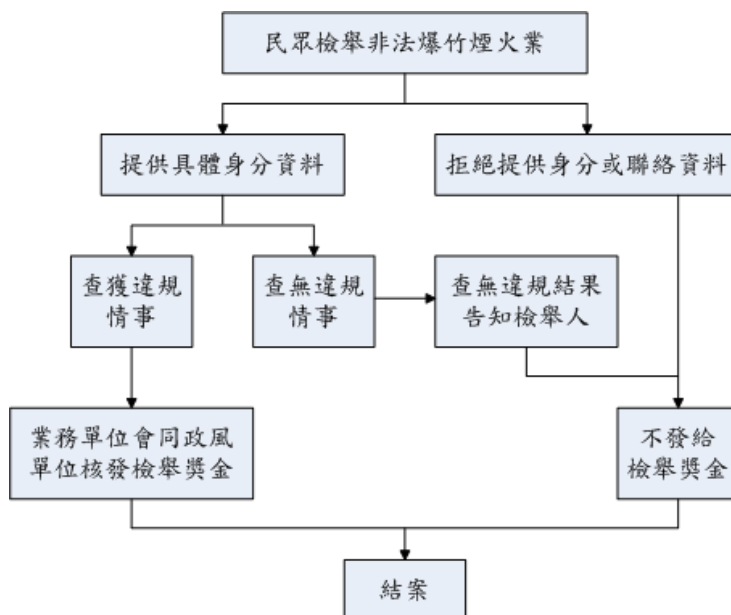 民眾檢舉非法爆竹煙火業
提供具體身分資料
拒絕提供身分或聯絡資料
查獲違規
情事
查無違規
情事
查無違規結果
告知檢舉人
業務單位會同政風
單位核發檢舉獎金
不發給
檢舉獎金
結案